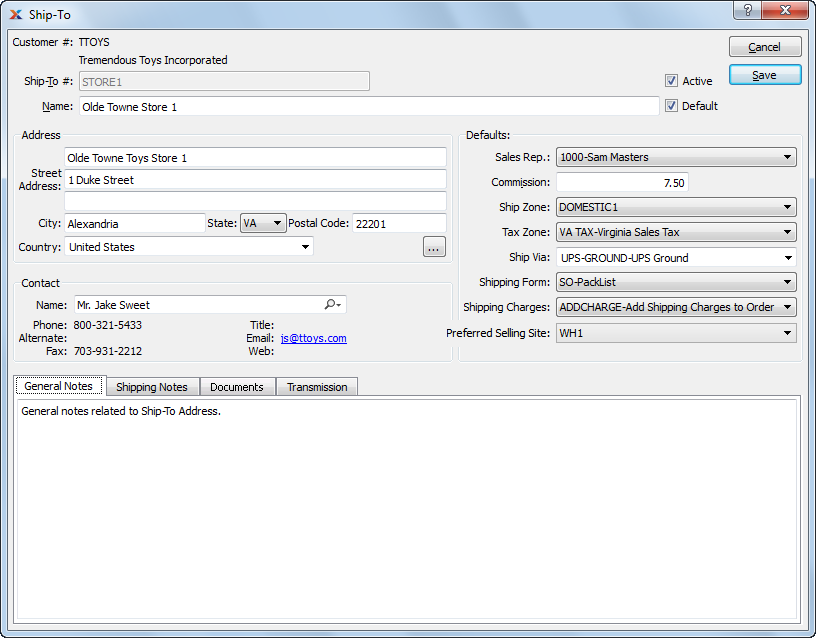 Ship-To
Customer #: TTOYS
Tremendous Toys Incorporated
Cancel
Ship-To #: STORE1
Active
Save
Name: Olde Towne Store 1
Default
Address
Olde Towne Toys Store 1
Street Address: 1 Duke Street
City: Alexandria State: VA Postal Code: 22201
Country: United States ...
Defaults:
Sales Rep.: 1000-Sam Masters
Commission: 7.50
Ship Zone: DOMESTIC1
Tax Zone: VA TAX-Virginia Sales Tax
Ship Via: UPS-GROUND-UPS Ground
Shipping Form: SO-PackList
Shipping Charges: ADDCHARGE-Add Shipping Charges to Order
Preferred Selling Site: WH1
Contact
Name: Mr. Jake Sweet
Phone: 800-321-5433 Title:
Alternate: Email: js@ttoys.com
Fax: 703-931-2212 Web:
General Notes Shipping Notes Documents Transmission
General notes related to Ship-To Address.